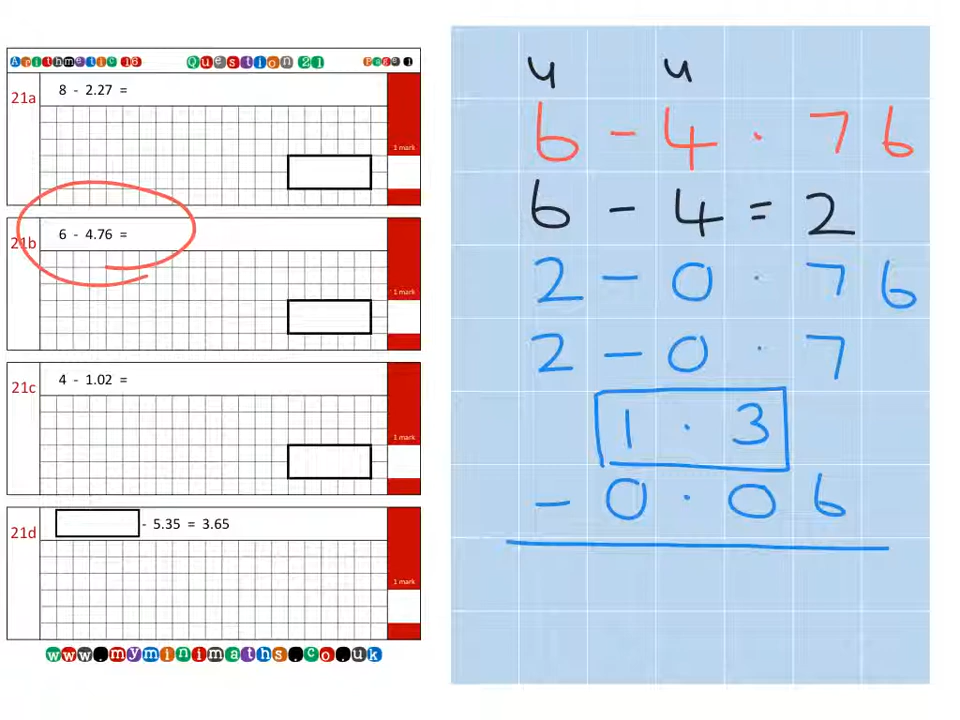 Arithmetic 18 Question 21 Page 1
21a 8 - 2.27 =
1 mark
21b 6 - 4.76 =
1 mark
21c 4 - 1.02 =
1 mark
21d - 5.35 = 3.65
1 mark
www.myminimaths.co.uk
u u
6 - 4 . 7 6
6 - 4 = 2
2 - 0 . 7 6
2 - 0 . 7
1 . 3
- 0 . 0 6